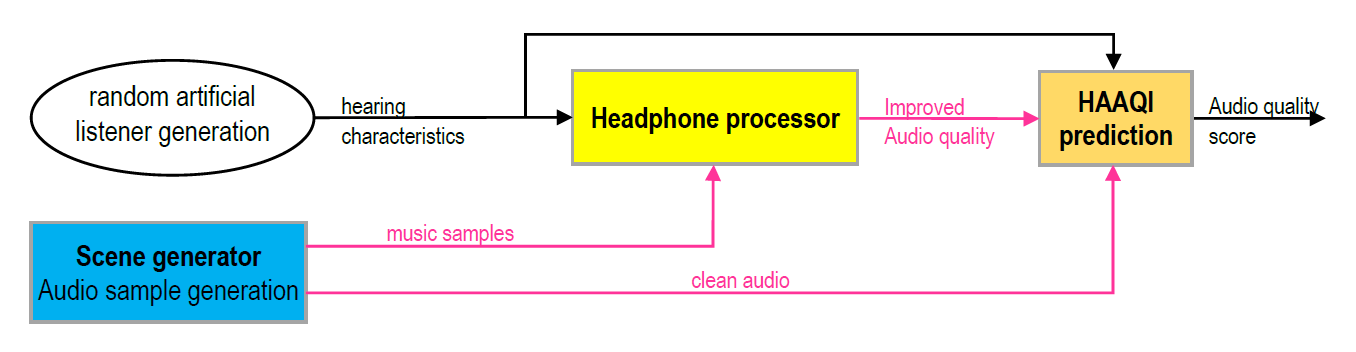 random artificial
listener generation
hearing
characteristics
Headphone processor
Improved
Audio quality
HAAQI
prediction
Audio quality
score
music samples
Scene generator
Audio sample generation
clean audio